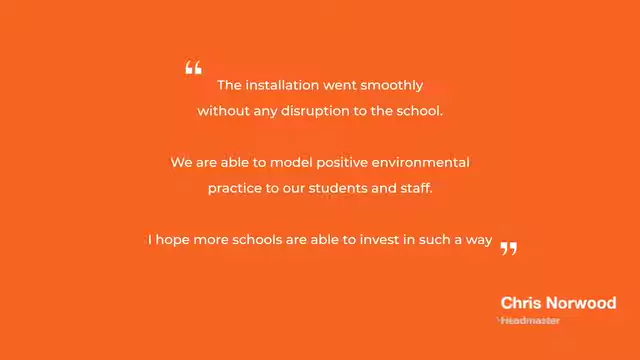 “
The installation went smoothly
without any disruption to the school.
We are able to model positive environmental
practice to our students and staff.
I hope more schools are able to invest in such a way ”
Chris Norwood
Headmaster